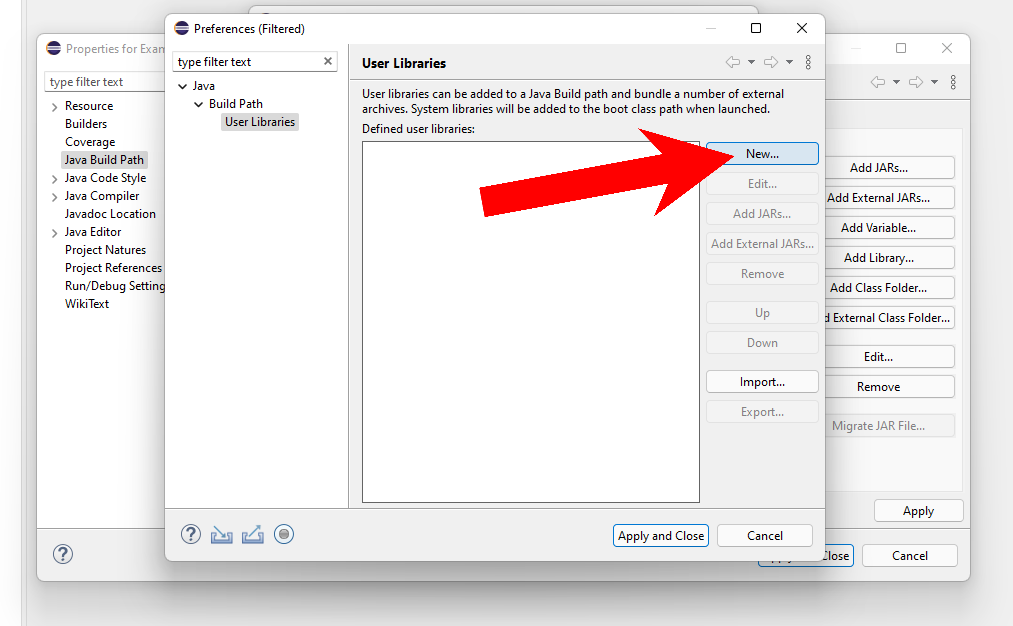 Preferences (Filtered)
type filter text
Java
Build Path
User Libraries
User Libraries
User libraries can be added to a Java Build path and bundle a number of external
archives. System libraries will be added to the boot class path when launched.
Defined user libraries:
New...
Edit...
Add JARs...
Add External JARs...
Remove
Up
Down
Import...
Export...
Apply and Close
Cancel
Properties for Exam
type filter text
Resource
Builders
Coverage
Java Build Path
Java Code Style
Java Compiler
Javadoc Location
Java Editor
Project Natures
Project References
Run/Debug Setting
WikiText
Add JARs...
Add External JARs...
Add Variable...
Add Library...
Add Class Folder...
External Class Folder...
Edit...
Remove
Migrate JAR File...
Apply
Close
Cancel